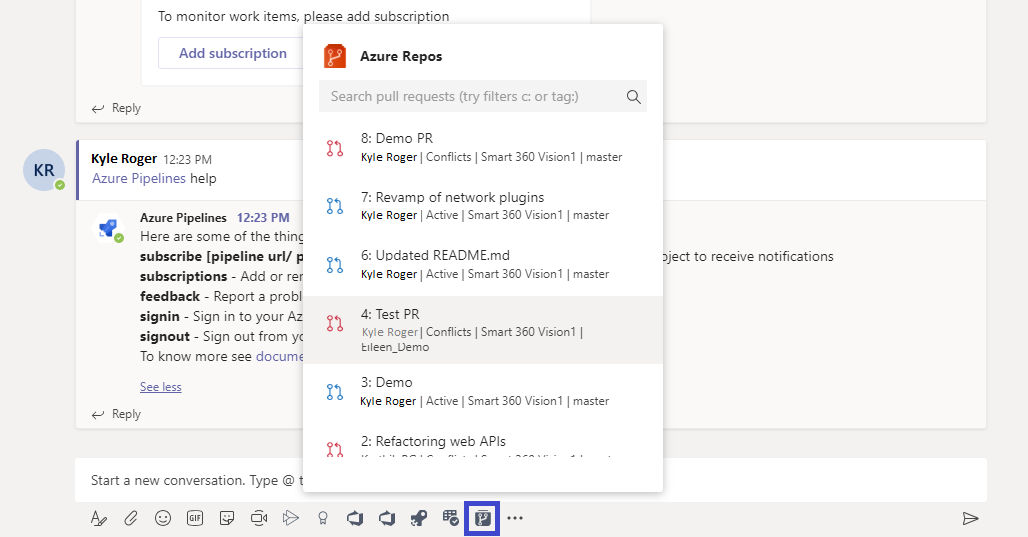 To monitor work items, please add subscription
Add subscription
Reply
KR
Kyle Roger 12:23 PM
Azure Pipelines help
Azure Pipelines 12:23 PM
Here are some of the thing
subscribe [pipeline url/ p
oject to receive notifications
subscriptions - Add or rer
feedback - Report a proble
signin - Sign in to your Az
signout - Sign out from yo
To know more see docume
See less
Reply
Azure Repos
Search pull requests (try filters c: or tag:)
8: Demo PR
Kyle Roger | Conflicts | Smart 360 Vision1 | master
7: Revamp of network plugins
Kyle Roger | Active | Smart 360 Vision1 | master
6: Updated README.md
Kyle Roger | Active | Smart 360 Vision1 | master
4: Test PR
Kyle Roger | Conflicts | Smart 360 Vision1 |
Eileen_Demo
3: Demo
Kyle Roger | Active | Smart 360 Vision1 | master
2: Refactoring web APIs
Start a new conversation. Type @ t
GIF